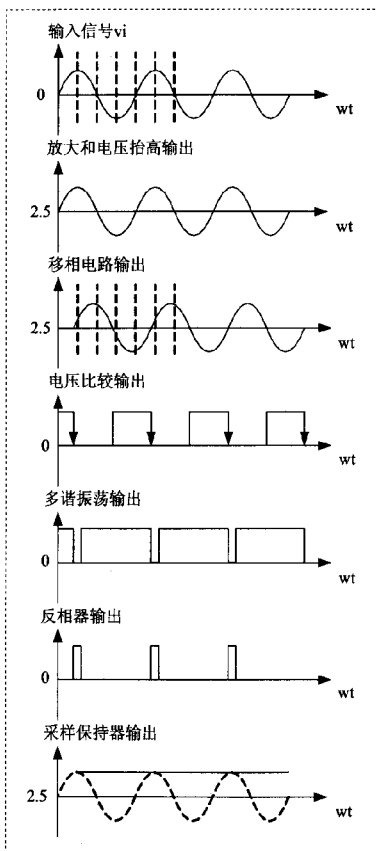 输入信号vi
0
wt
放大和电压抬高输出
2.5
wt
移相电路输出
2.5
wt
电压比较输出
0
wt
多谐振荡输出
0
wt
反相器输出
0
wt
采样保持器输出
2.5
wt